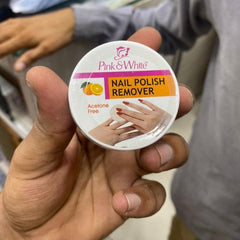 Pink & White
NAIL POLISH
REMOVER
Acetone
Free